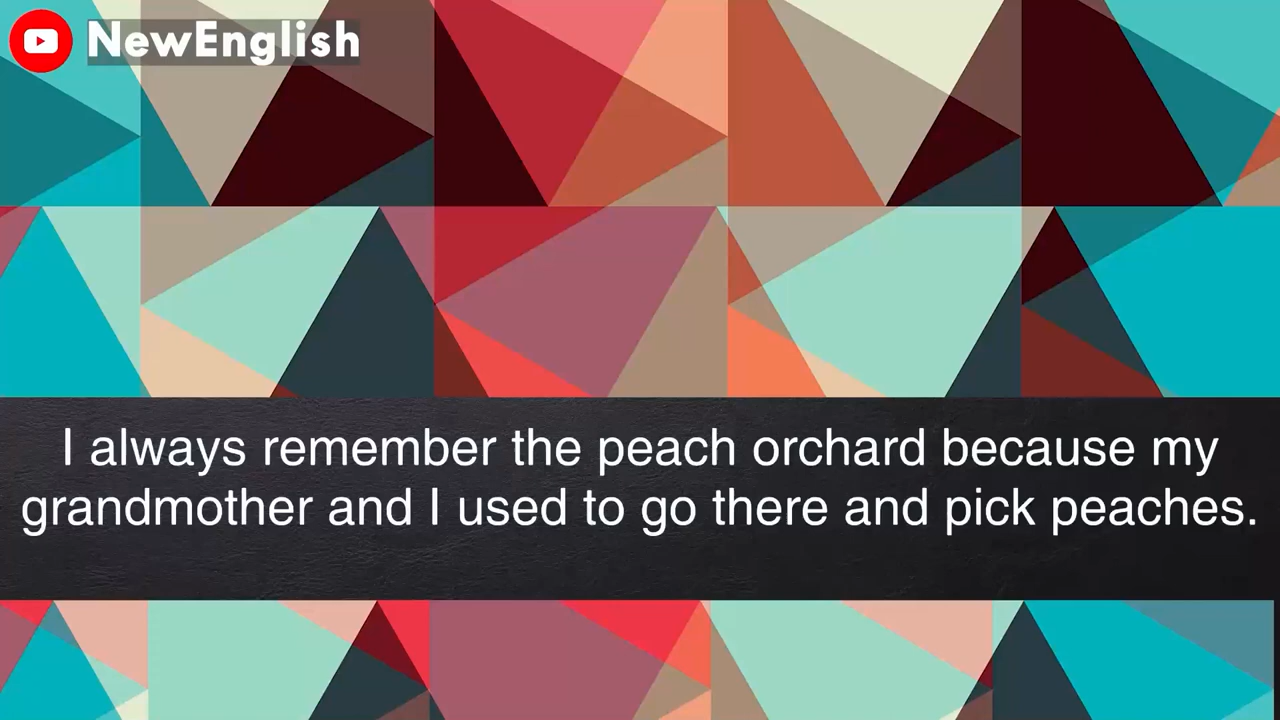 NewEnglish
I always remember the peach orchard because my
grandmother and I used to go there and pick peaches.